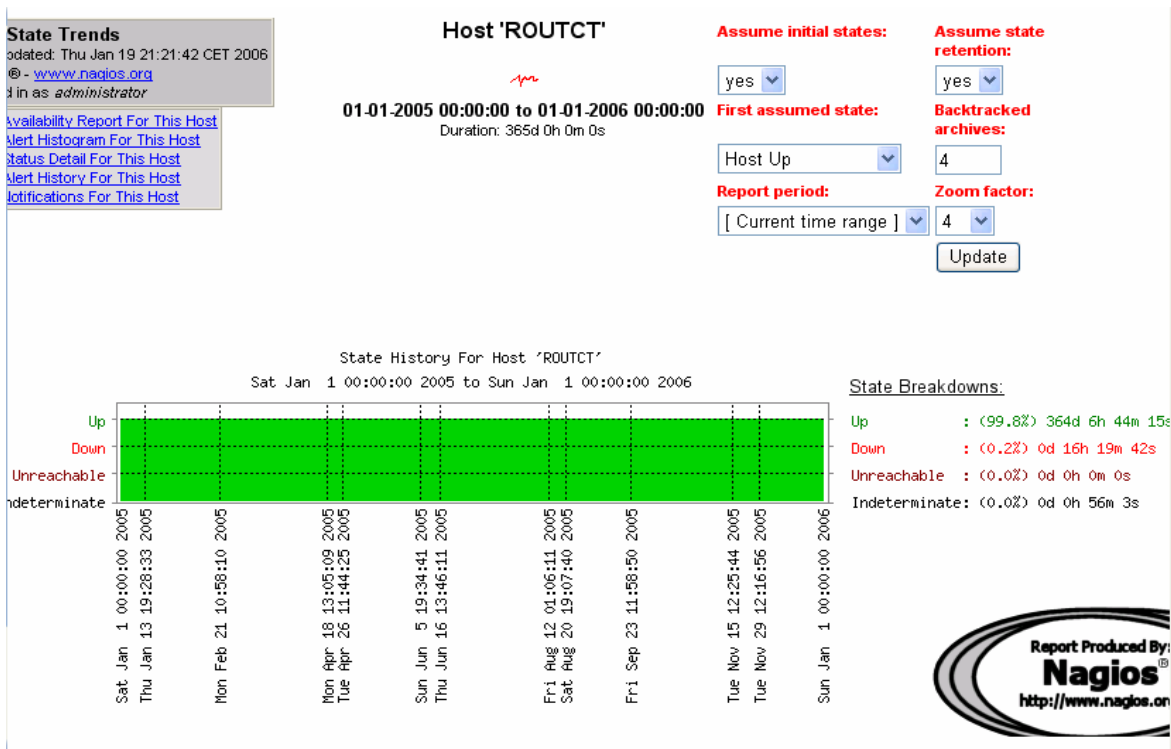 State Trends
pdated: Thu Jan 19 21:21:42 CET 2006
® - www.nagios.org
d in as administrator
Availability Report For This Host
Alert Histogram For This Host
Status Detail For This Host
Alert History For This Host
Notifications For This Host
Host 'ROUTCT'
01-01-2005 00:00:00 to 01-01-2006 00:00:00
Duration: 365d 0h 0m 0s
Assume initial states:
yes
Assume state
retention:
yes
First assumed state:
Host Up
Backtracked
archives:
4
Report period:
[ Current time range ]
Zoom factor:
4
Update
State History For Host 'ROUTCT'
Sat Jan 1 00:00:00 2005 to Sun Jan 1 00:00:00 2006
Up
Down
Unreachable
ndeterminate
Sat Jan 1 00:00:00 2005
Thu Jan 13 19:28:33 2005
Mon Feb 21 10:58:10 2005
Mon Apr 18 13:05:09 2005
Tue Apr 26 11:44:25 2005
Sun Jun 5 19:34:41 2005
Thu Jun 16 13:46:11 2005
Fri Aug 12 01:06:11 2005
Sat Aug 20 19:07:40 2005
Fri Sep 23 11:58:50 2005
Tue Nov 15 12:25:44 2005
Tue Nov 29 12:16:56 2005
Sun Jan 1 00:00:00 2006
State Breakdowns:
Up : (99.8%) 364d 6h 44m 15s
Down : (0.2%) 0d 16h 19m 42s
Unreachable : (0.0%) 0d 0h 0m 0s
Indeterminate: (0.0%) 0d 0h 56m 3s
Report Produced By:
Nagios®
http://www.nagios.or